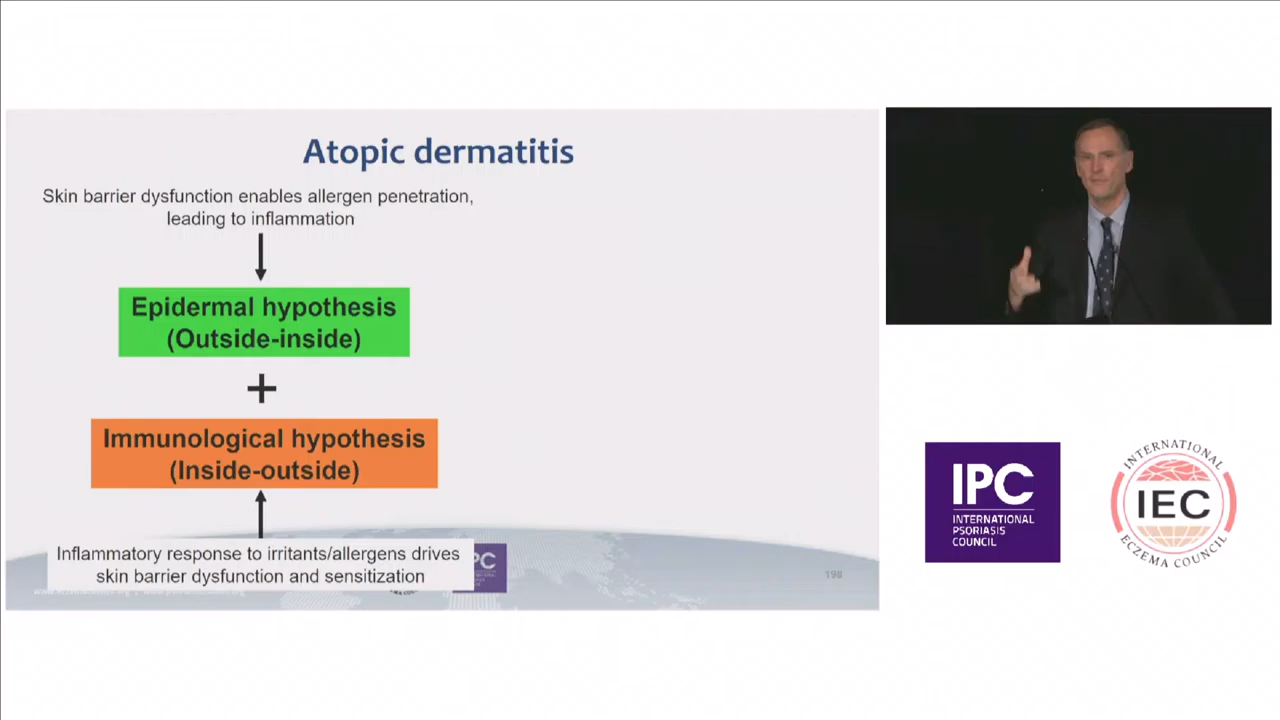 Atopic dermatitis
Skin barrier dysfunction enables allergen penetration,
leading to inflammation
Epidermal hypothesis
(Outside-inside)
+
Immunological hypothesis
(Inside-outside)
Inflammatory response to irritants/allergens drives
skin barrier dysfunction and sensitization
198
IPC
INTERNATIONAL
PSORIASIS
COUNCIL
INTERNATIONAL
IEC
ECZEMA COUNCIL